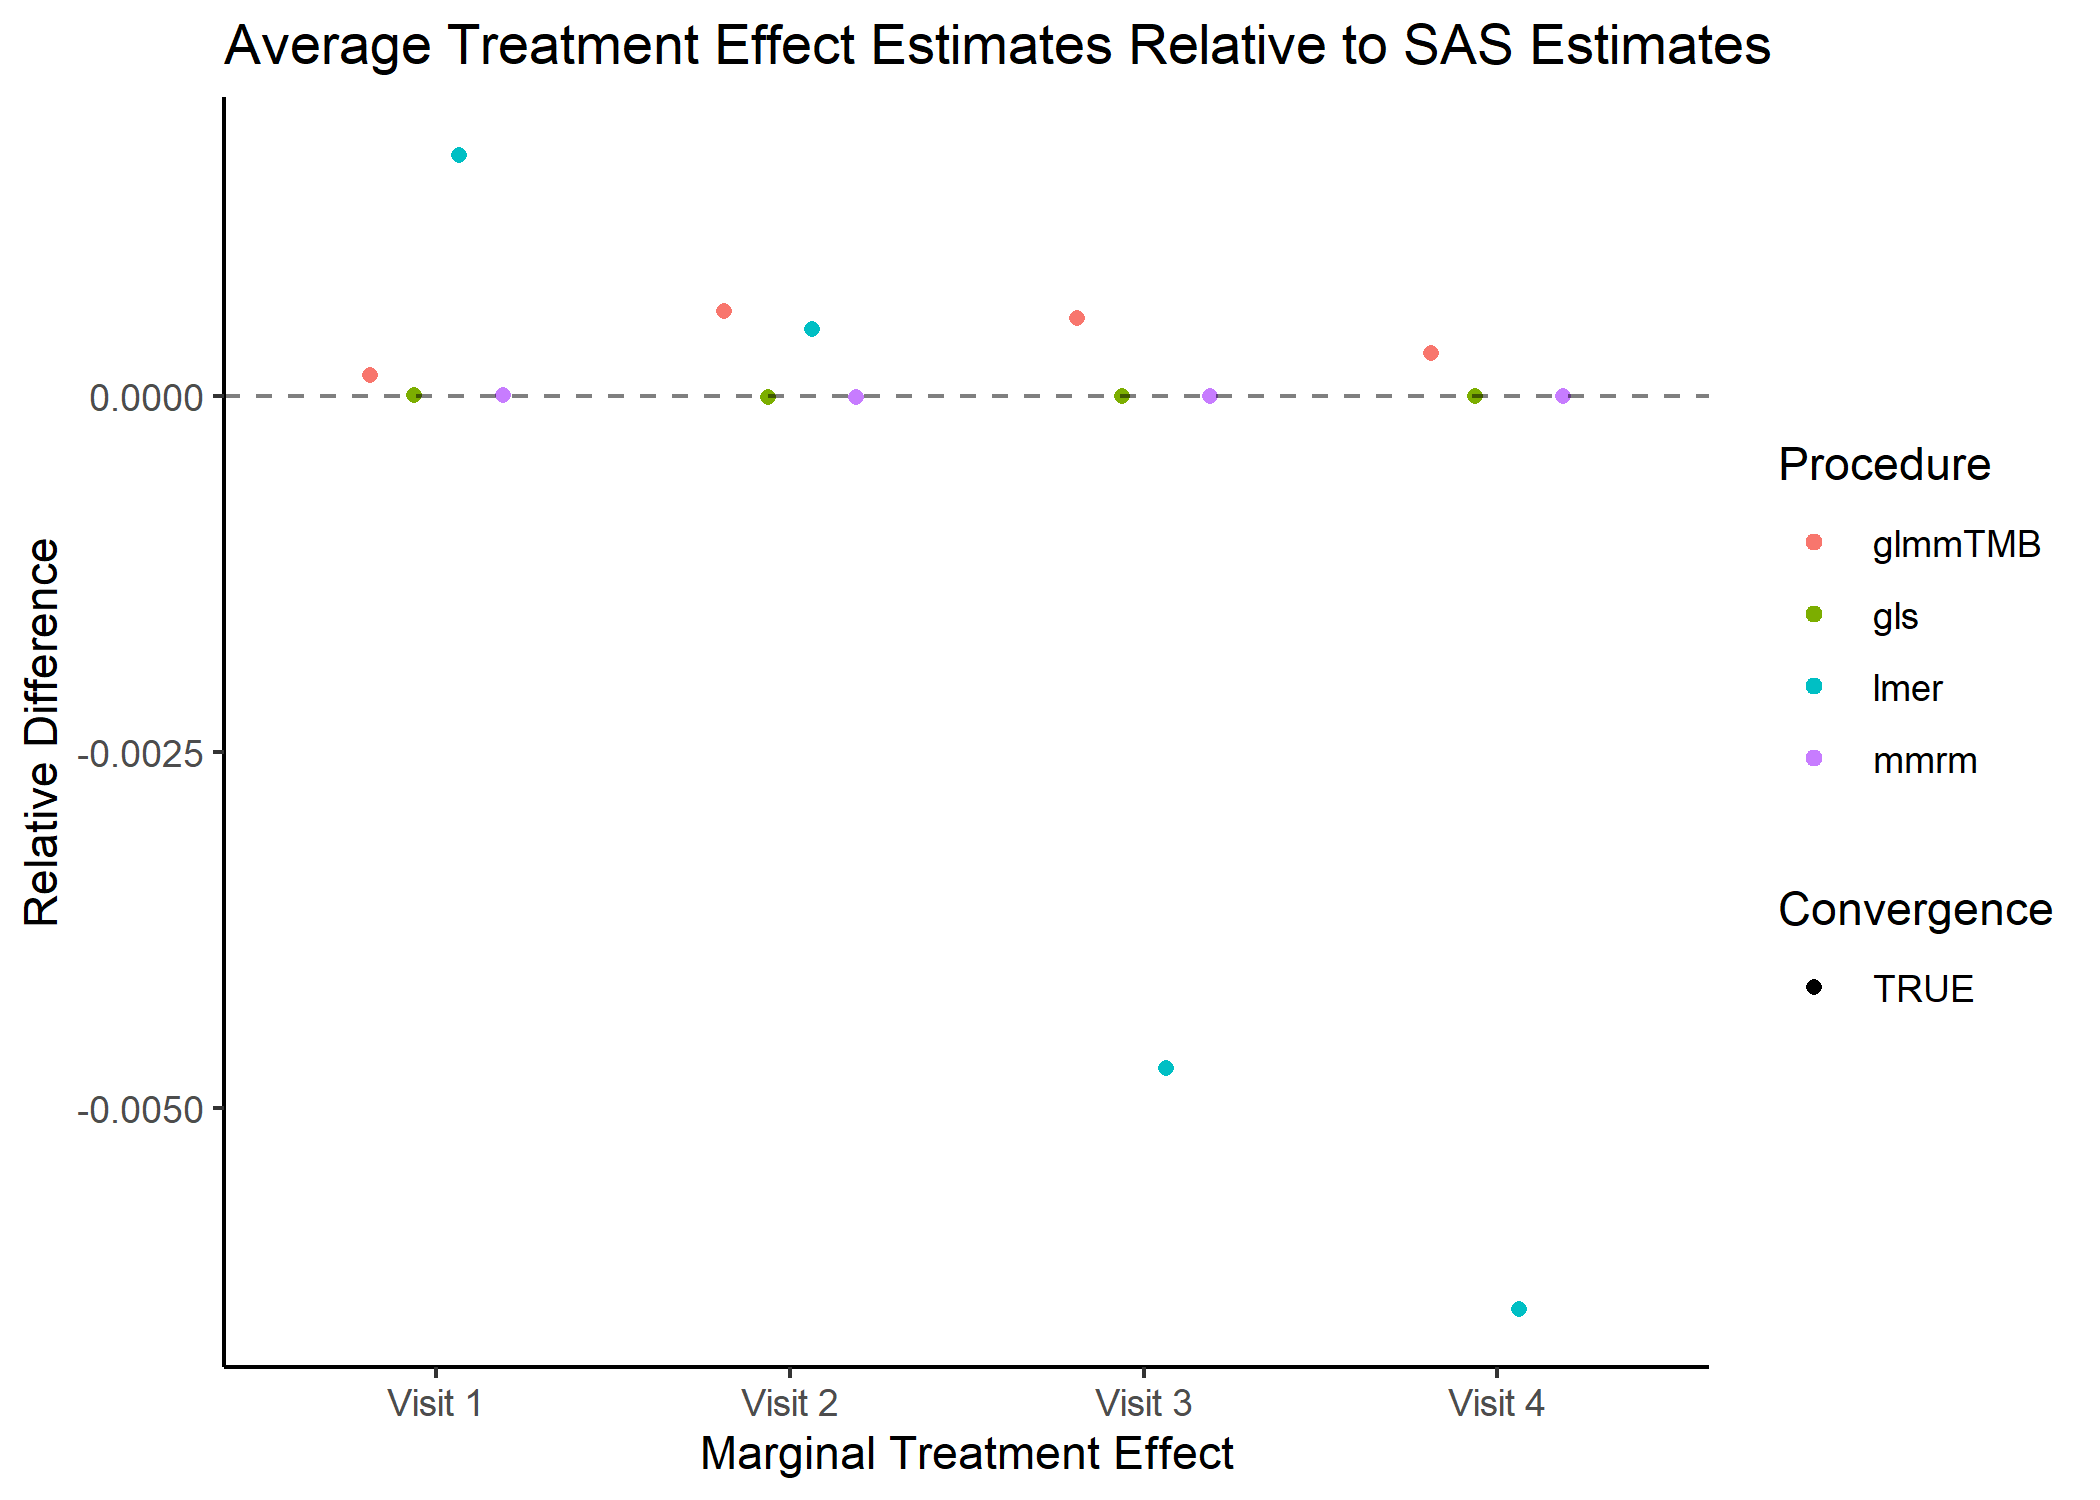 Average Treatment Effect Estimates Relative to SAS Estimates
Relative Difference
0.0000
-0.0025
-0.0050
Visit 1
Visit 2
Visit 3
Visit 4
Marginal Treatment Effect
Procedure
glmmTMB
gls
lmer
mmrm
Convergence
TRUE